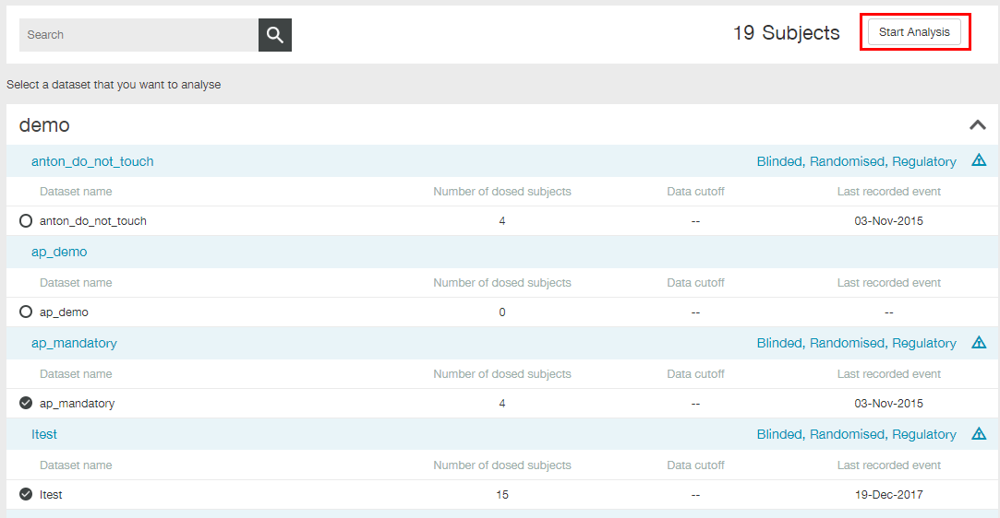 Search
19 Subjects
Start Analysis
Select a dataset that you want to analyse
demo
anton_do_not_touch Blinded, Randomised, Regulatory
Dataset name Number of dosed subjects Data cutoff Last recorded event
anton_do_not_touch 4 -- 03-Nov-2015
ap_demo
Dataset name Number of dosed subjects Data cutoff Last recorded event
ap_demo 0 -- --
ap_mandatory Blinded, Randomised, Regulatory
Dataset name Number of dosed subjects Data cutoff Last recorded event
ap_mandatory 4 -- 03-Nov-2015
Itest Blinded, Randomised, Regulatory
Dataset name Number of dosed subjects Data cutoff Last recorded event
Itest 15 -- 19-Dec-2017